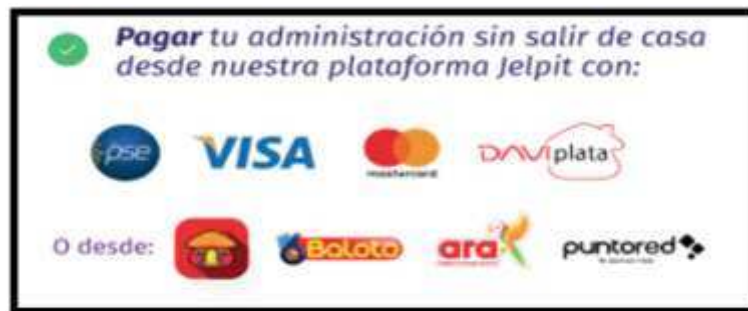 Pagar tu administración sin salir de casa
desde nuestra plataforma Jelpit con:
pse VISA mastercard DAVIplata
O desde: Baloto ara puntored